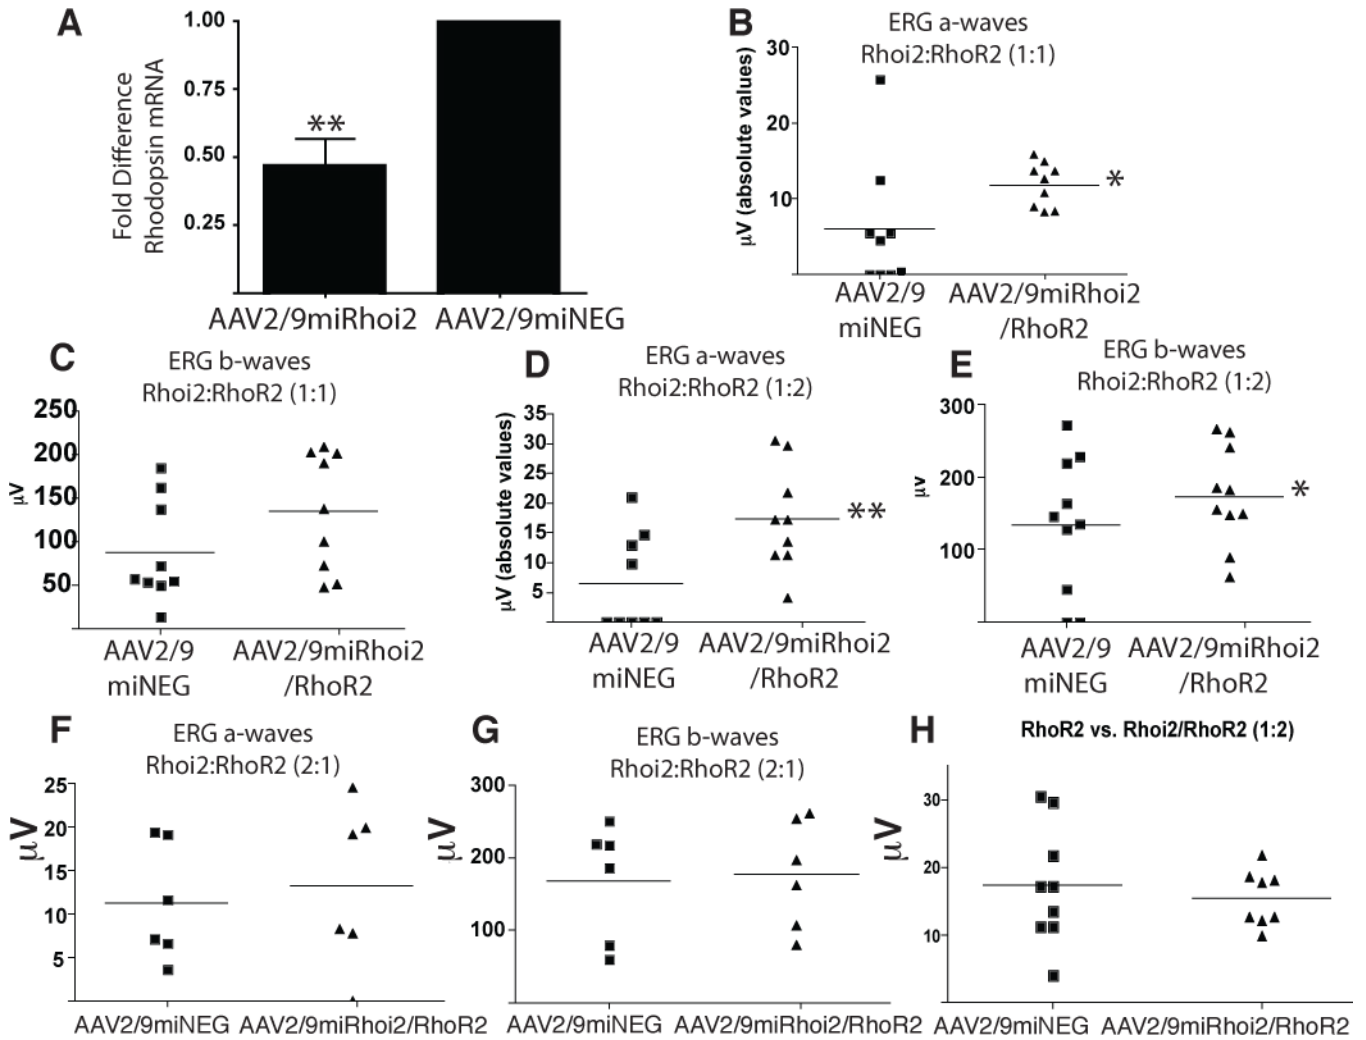 A
Fold Difference
Rhodopsin mRNA
1.00
0.75
0.50
0.25
**
AAV2/9miRhoi2
AAV2/9miNEG
B
ERG a-waves
Rhoi2:RhoR2 (1:1)
µV (absolute values)
30
20
10
*
AAV2/9
miNEG
AAV2/9miRhoi2
/RhoR2
C
ERG b-waves
Rhoi2:RhoR2 (1:1)
µV
250
200
150
100
50
AAV2/9
miNEG
AAV2/9miRhoi2
/RhoR2
D
ERG a-waves
Rhoi2:RhoR2 (1:2)
µV (absolute values)
35
30
25
20
15
10
5
**
AAV2/9
miNEG
AAV2/9miRhoi2
/RhoR2
E
ERG b-waves
Rhoi2:RhoR2 (1:2)
µv
300
200
100
*
AAV2/9
miNEG
AAV2/9miRhoi2
/RhoR2
F
ERG a-waves
Rhoi2:RhoR2 (2:1)
µV
25
20
15
10
5
AAV2/9miNEG
AAV2/9miRhoi2/RhoR2
G
ERG b-waves
Rhoi2:RhoR2 (2:1)
µV
300
200
100
AAV2/9miNEG
AAV2/9miRhoi2/RhoR2
H
RhoR2 vs. Rhoi2/RhoR2 (1:2)
µV
30
20
10
AAV2/9miNEG
AAV2/9miRhoi2/RhoR2